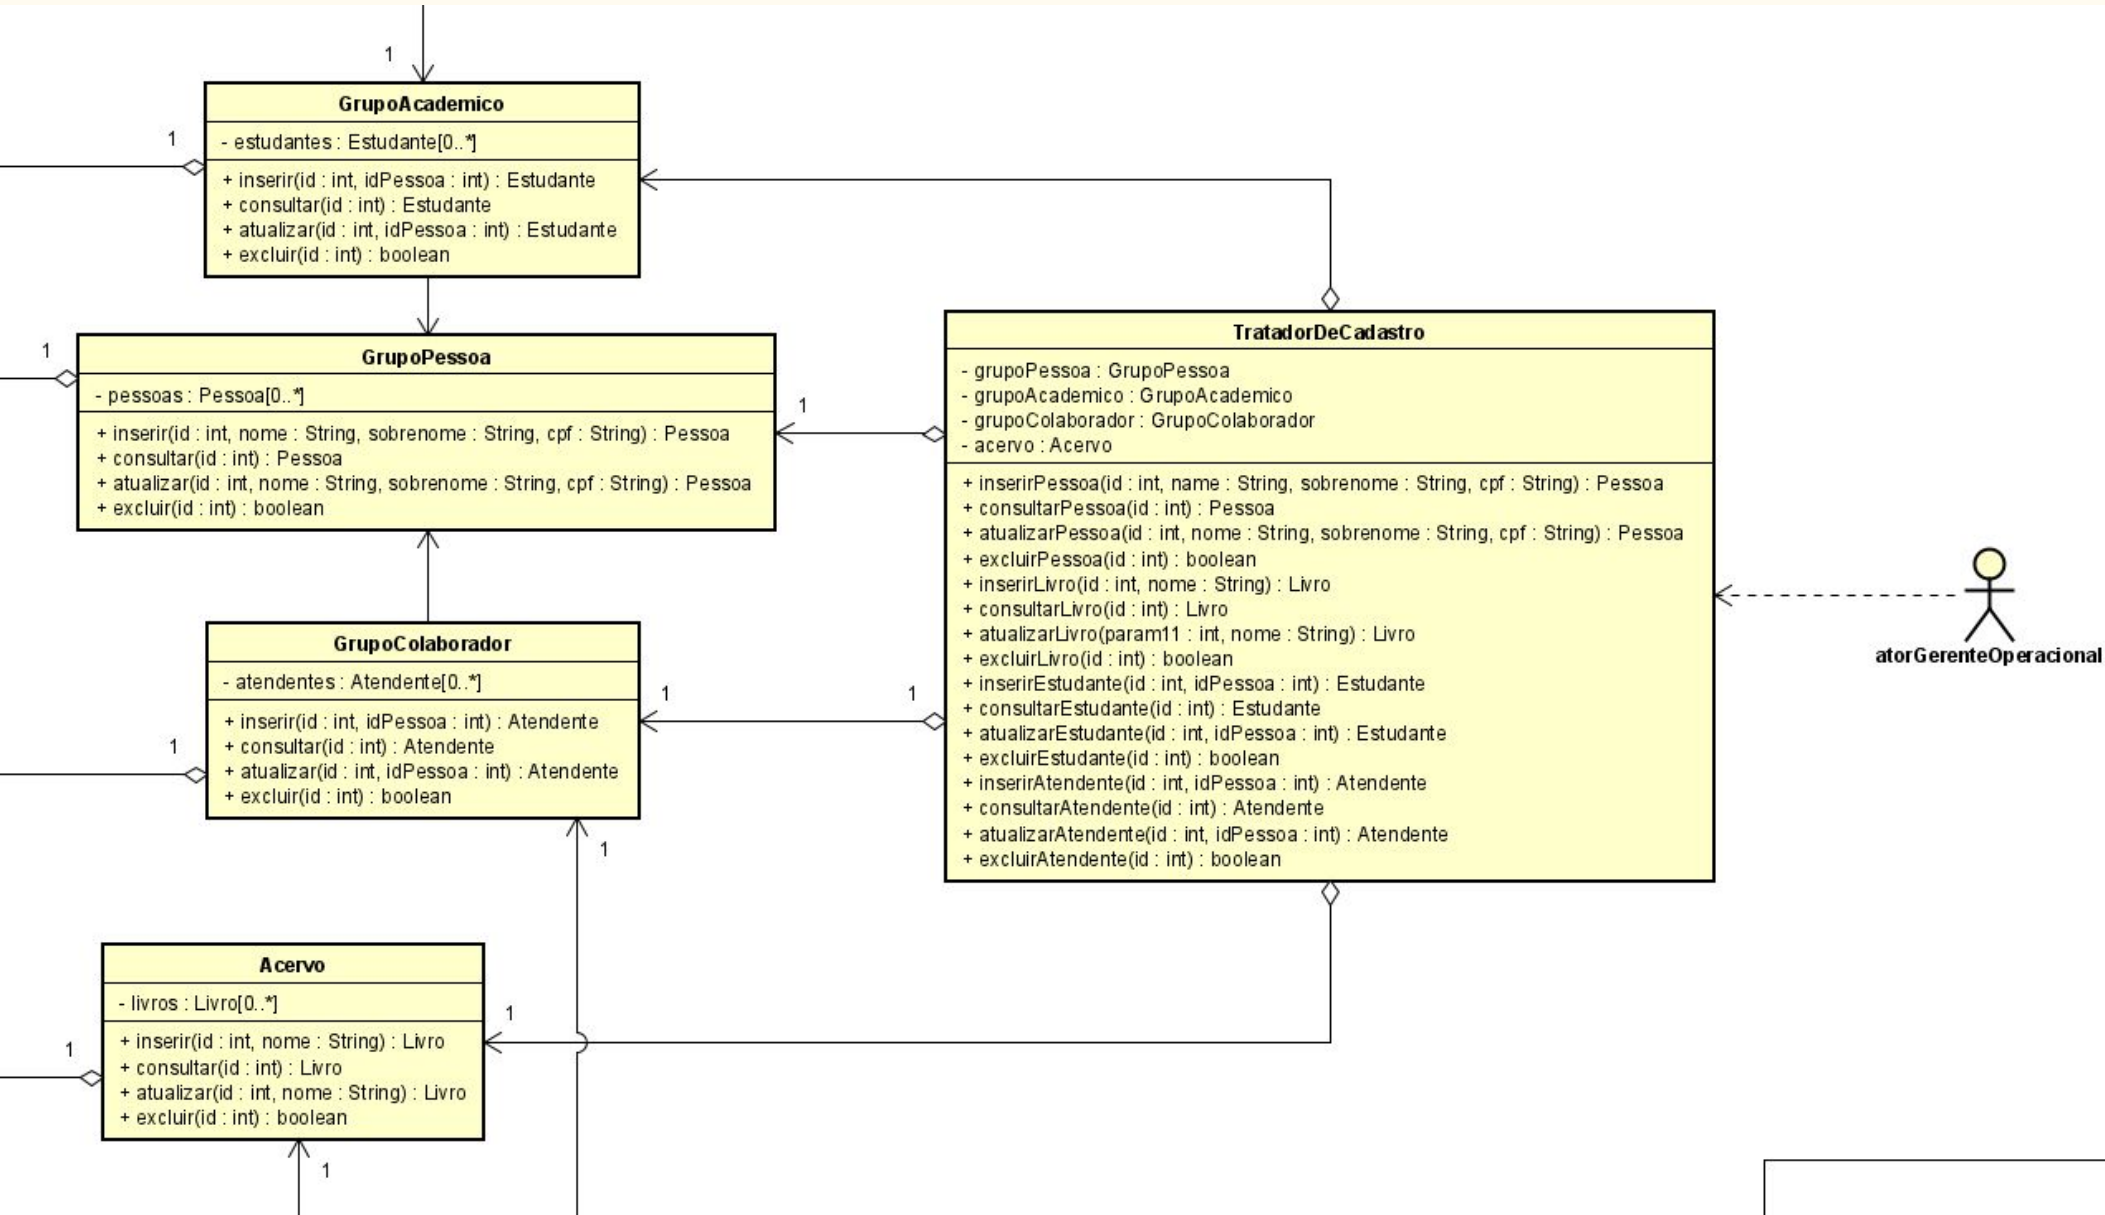 1
GrupoAcademico
1
- estudantes : Estudante[0..*]
+ inserir(id : int, idPessoa : int) : Estudante
+ consultar(id : int) : Estudante
+ atualizar(id : int, idPessoa : int) : Estudante
+ excluir(id : int) : boolean
1
GrupoPessoa
- pessoas : Pessoa[0..*]
1
+ inserir(id : int, nome : String, sobrenome : String, cpf : String) : Pessoa
+ consultar(id : int) : Pessoa
+ atualizar(id : int, nome : String, sobrenome : String, cpf : String) : Pessoa
+ excluir(id : int) : boolean
GrupoColaborador
- atendentes : Atendente[0..*]
1
1
+ inserir(id : int, idPessoa : int) : Atendente
1
+ consultar(id : int) : Atendente
+ atualizar(id : int, idPessoa : int) : Atendente
+ excluir(id : int) : boolean
1
Acervo
- livros : Livro[0..*]
1
1
+ inserir(id : int, nome : String) : Livro
+ consultar(id : int) : Livro
+ atualizar(id : int, nome : String) : Livro
+ excluir(id : int) : boolean
1
TratadorDeCadastro
- grupoPessoa : GrupoPessoa
- grupoAcademico : GrupoAcademico
- grupoColaborador : GrupoColaborador
- acervo : Acervo
+ inserirPessoa(id : int, name : String, sobrenome : String, cpf : String) : Pessoa
+ consultarPessoa(id : int) : Pessoa
+ atualizarPessoa(id : int, nome : String, sobrenome : String, cpf : String) : Pessoa
+ excluirPessoa(id : int) : boolean
+ inserirLivro(id : int, nome : String) : Livro
+ consultarLivro(id : int) : Livro
+ atualizarLivro(param11 : int, nome : String) : Livro
+ excluirLivro(id : int) : boolean
+ inserirEstudante(id : int, idPessoa : int) : Estudante
+ consultarEstudante(id : int) : Estudante
+ atualizarEstudante(id : int, idPessoa : int) : Estudante
+ excluirEstudante(id : int) : boolean
+ inserirAtendente(id : int, idPessoa : int) : Atendente
+ consultarAtendente(id : int) : Atendente
+ atualizarAtendente(id : int, idPessoa : int) : Atendente
+ excluirAtendente(id : int) : boolean
atorGerenteOperacional